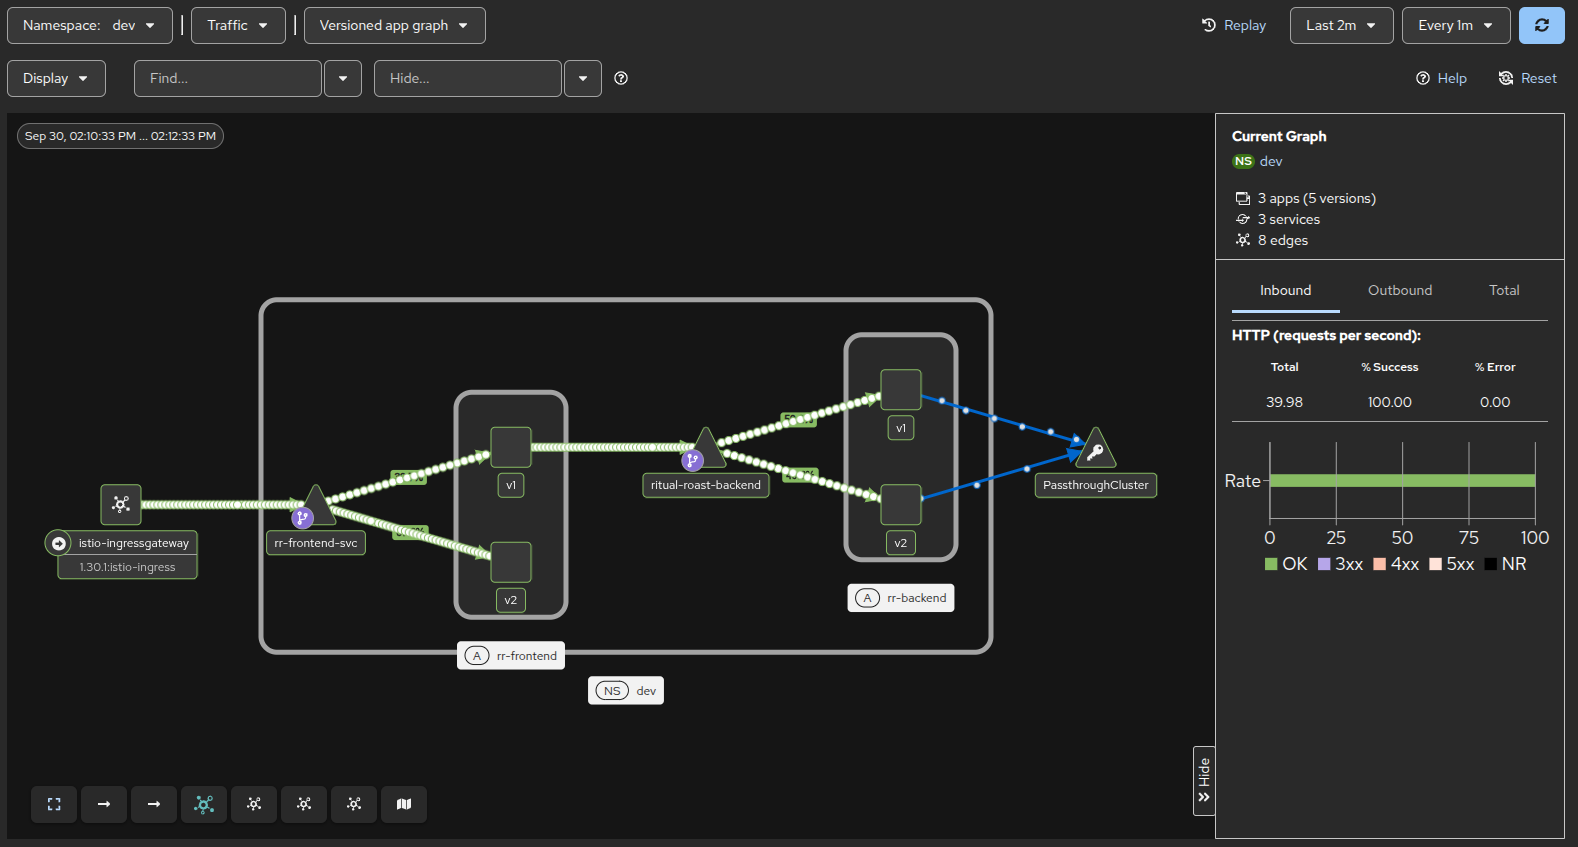 Namespace: dev
Traffic
Versioned app graph
Replay
Last 2m
Every 1m
Display
Find...
Hide...
Help
Reset
Sep 30, 02:10:33 PM ... 02:12:33 PM
istio-ingressgateway
1.30.1:istio-ingress
rr-frontend-svc
v1
v2
A rr-frontend
NS dev
ritual-roast-backend
v1
v2
A rr-backend
PassthroughCluster
Hide
Current Graph
NS dev
3 apps (5 versions)
3 services
8 edges
Inbound
Outbound
Total
HTTP (requests per second):
Total % Success % Error
39.98 100.00 0.00
Rate
0 25 50 75 100
OK 3xx 4xx 5xx NR